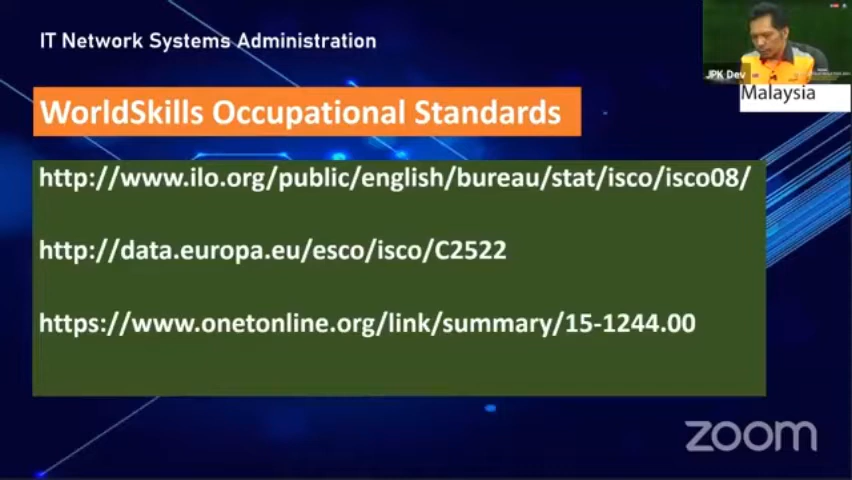 IT Network Systems Administration
JPK Dev
Malaysia
WorldSkills Occupational Standards
http://www.ilo.org/public/english/bureau/stat/isco/isco08/
http://data.europa.eu/esco/isco/C2522
https://www.onetonline.org/link/summary/15-1244.00
zoom